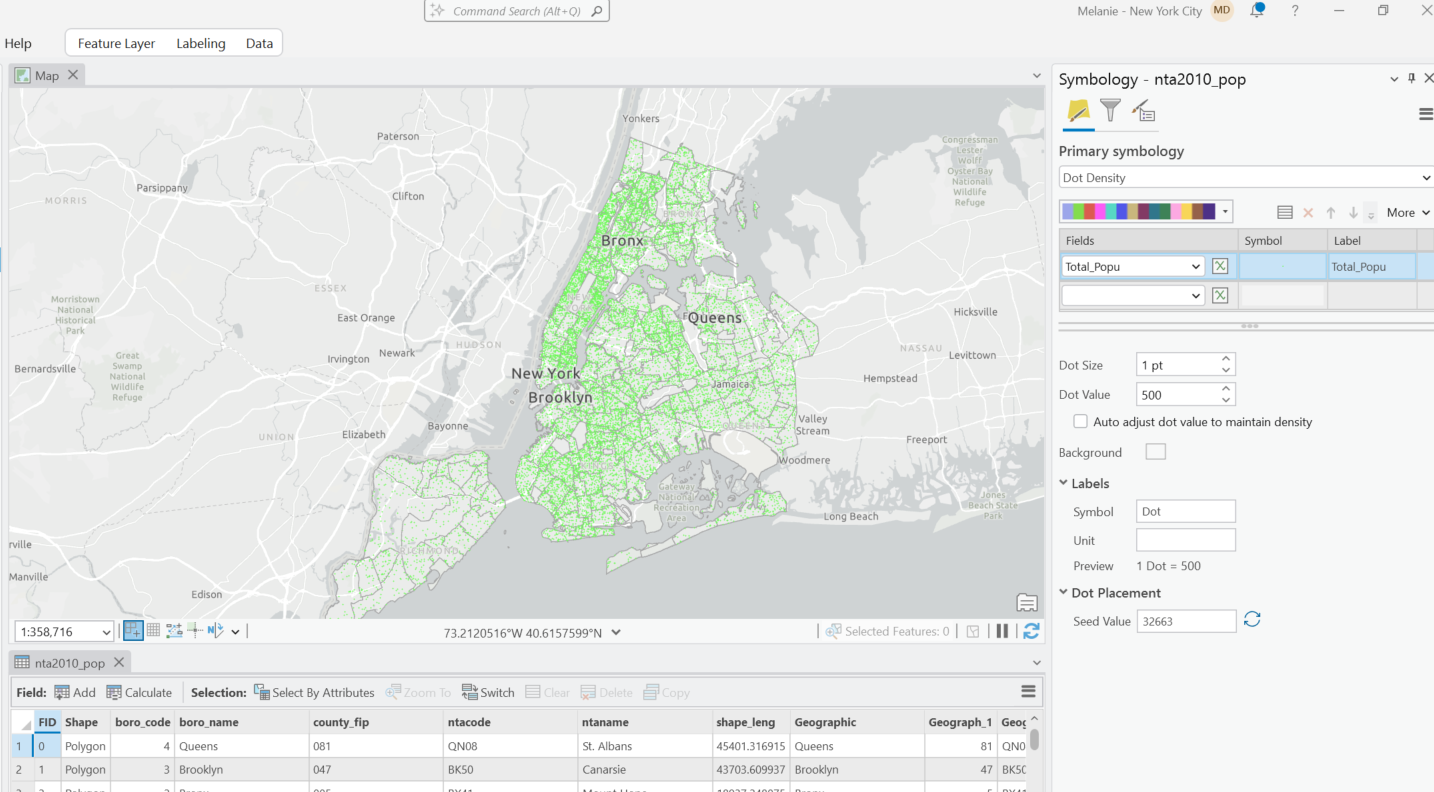 Command Search (Alt+Q)
Melanie - New York City
MD
?
Help
Feature Layer
Labeling
Data
Map
Symbology - nta2010_pop
Primary symbology
Dot Density
More
Fields
Symbol
Label
Total_Popu
Total_Popu
Dot Size
1 pt
Dot Value
500
Auto adjust dot value to maintain density
Background
Labels
Symbol
Dot
Unit
Preview
1 Dot = 500
Dot Placement
Seed Value
32663
Yonkers
Paterson
Congressman
Lester
Wolff
Oyster Bay
National
Wildlife
Refuge
Parsippany
Clifton
MORRIS
BRONX
Bronx
ESSEX
Morristown
National
Historical
Park
East Orange
Queens
Hicksville
HUDSON
NASSAU
Levittown
Irvington
Newark
Bernardsville
Great
Swamp
National
Wildlife
Refuge
New York
Jamaica
Hempstead
Brooklyn
Valley
Stream
Bayonne
QUEENS
Elizabeth
UNION
Freeport
Woodmere
KINGS
Gateway
National
Recreation
Area
Jones
Beach State
Park
Long Beach
RICHMOND
rville
Manville
Edison
1:358,716
N
73.2120516°W 40.6157599°N
Selected Features: 0
nta2010_pop
Field:
Add
Calculate
Selection:
Select By Attributes
Zoom To
Switch
Clear
Delete
Copy
FID Shape boro_code boro_name county_fip ntacode ntaname shape_leng Geographic Geograph_1 Geog
1 0 Polygon 4 Queens 081 QN08 St. Albans 45401.316915 Queens 81 QN0
2 1 Polygon 3 Brooklyn 047 BK50 Canarsie 43703.609937 Brooklyn 47 BK50